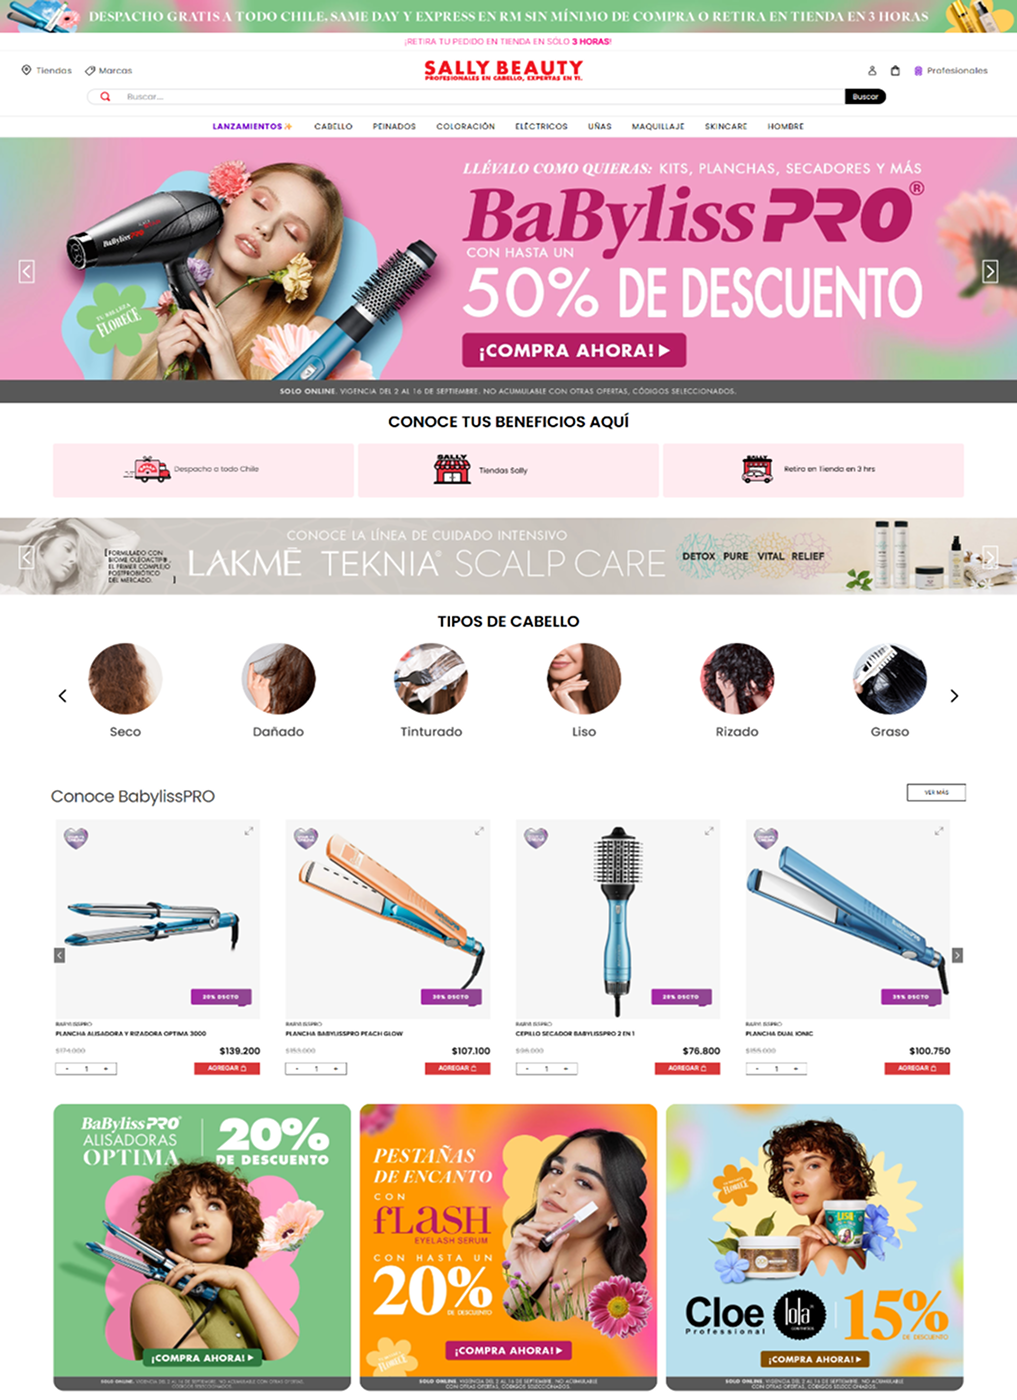 DESPACHO GRATIS A TODO CHILE, SAME DAY Y EXPRESS EN RM SIN MÍNIMO DE COMPRA O RETIRA EN TIENDA EN 3 HORAS
¡RETIRA TU PEDIDO EN TIENDA EN SÓLO 3 HORAS!
Tiendas
Marcas
SALLY BEAUTY
PROFESIONALES EN CABELLO, EXPERTAS EN TI.
Profesionales
Buscar...
Buscar
LANZAMIENTOS
CABELLO
PEINADOS
COLORACIÓN
ELÉCTRICOS
UÑAS
MAQUILLAJE
SKINCARE
HOMBRE
LLÉVALO COMO QUIERAS: KITS, PLANCHAS, SECADORES Y MÁS
BaByliss PRO®
CON HASTA UN
50% DE DESCUENTO
¡COMPRA AHORA!
BaBylissPRO
TU BELLEZA
FLORECE
SOLO ONLINE. VIGENCIA DEL 2 AL 16 DE SEPTIEMBRE. NO ACUMULABLE CON OTRAS OFERTAS, CÓDIGOS SELECCIONADOS.
CONOCE TUS BENEFICIOS AQUÍ
Despacho a todo Chile
SALLY
Tiendas Sally
SALLY
Retiro en Tienda en 3 hrs
CONOCE LA LÍNEA DE CUIDADO INTENSIVO
FORMULADO CON
BIOME OLEOACTIF®,
EL PRIMER COMPLEJO
POSTPROBIÓTICO
DEL MERCADO.
LAKMĒ TEKNIA® SCALP CARE
DETOX PURE VITAL RELIEF
TIPOS DE CABELLO
Seco
Dañado
Tinturado
Liso
Rizado
Graso
Conoce BabylissPRO
VER MÁS
20% DSCTO
30% DSCTO
20% DSCTO
35% DSCTO
BABYLISSPRO
PLANCHA ALISADORA Y RIZADORA OPTIMA 3000
$174.000
$139.200
- 1 +
AGREGAR
BABYLISSPRO
PLANCHA BABYLISSPRO PEACH GLOW
$153.000
$107.100
- 1 +
AGREGAR
BABYLISSPRO
CEPILLO SECADOR BABYLISSPRO 2 EN 1
$96.000
$76.800
- 1 +
AGREGAR
BABYLISSPRO
PLANCHA DUAL IONIC
$155.000
$100.750
- 1 +
AGREGAR
BaByliss PRO®
ALISADORAS
OPTIMA
20%
DE DESCUENTO
¡COMPRA AHORA!
SOLO ONLINE. VIGENCIA DEL 2 AL 16 DE SEPTIEMBRE. NO ACUMULABLE CON OTRAS OFERTAS,
CÓDIGOS SELECCIONADOS.
PESTAÑAS
DE ENCANTO
CON
fLaSH
EYELASH SERUM
CON HASTA UN
20%
DE DESCUENTO
FLORECE
¡COMPRA AHORA!
SOLO ONLINE. VIGENCIA DEL 2 AL 16 DE SEPTIEMBRE. NO ACUMULABLE
CON OTRAS OFERTAS, CÓDIGOS SELECCIONADOS.
FLORECE
Cloe
Professional
lola
COSMETICS
15%
DE DESCUENTO
¡COMPRA AHORA!
SOLO ONLINE. VIGENCIA DEL 2 AL 16 DE SEPTIEMBRE. NO ACUMULABLE
CON OTRAS OFERTAS, CÓDIGOS SELECCIONADOS.